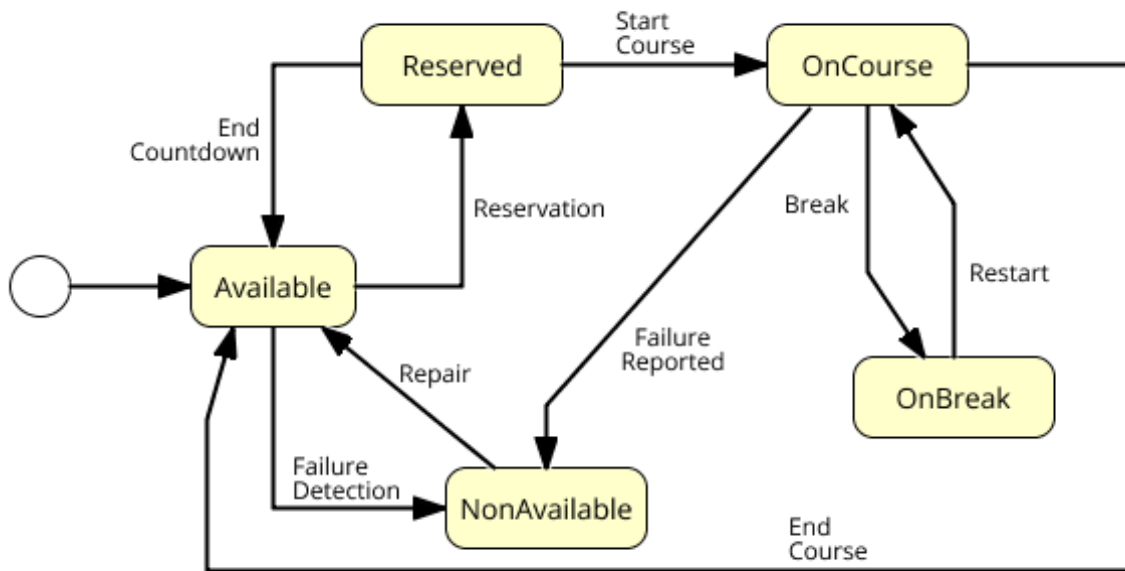 Start
Course
Reserved
OnCourse
End
Countdown
Reservation
Break
Available
Restart
Failure
Reported
Repair
OnBreak
Failure
Detection
NonAvailable
End
Course